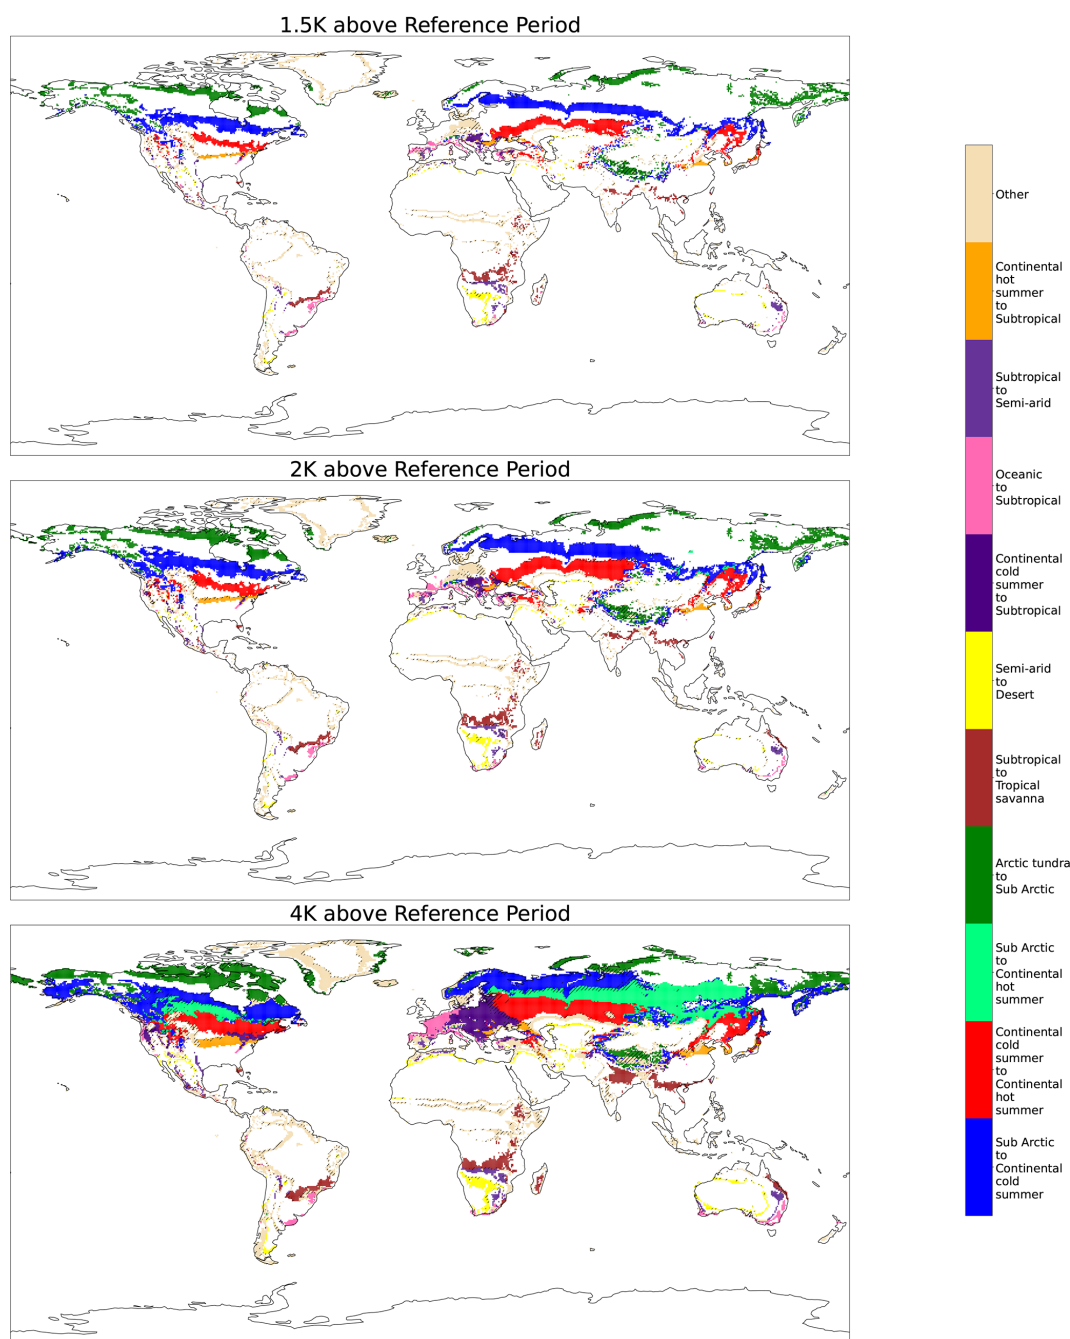 1.5K above Reference Period
2K above Reference Period
4K above Reference Period
Other
Continental
hot
summer
to
Subtropical
Subtropical
to
Semi-arid
Oceanic
to
Subtropical
Continental
cold
summer
to
Subtropical
Semi-arid
to
Desert
Subtropical
to
Tropical
savanna
Arctic tundra
to
Sub Arctic
Sub Arctic
to
Continental
hot
summer
Continental
cold
summer
to
Continental
hot
summer
Sub Arctic
to
Continental
cold
summer